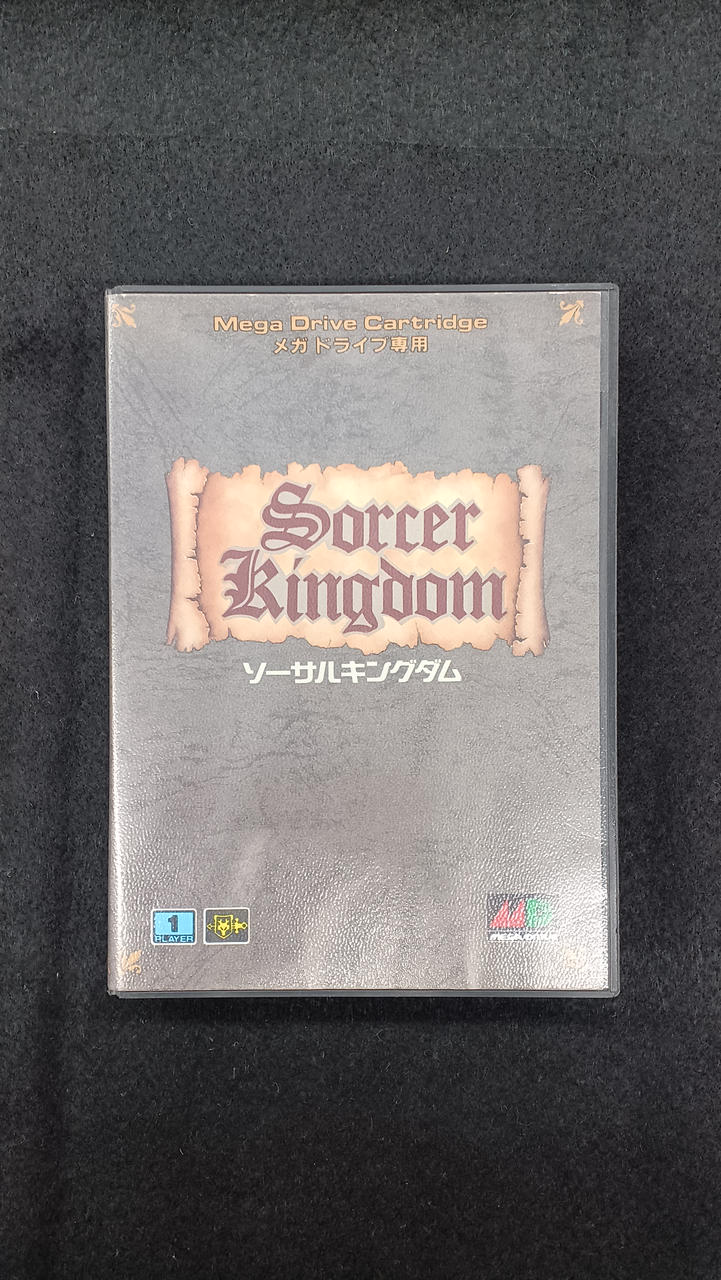 Mega Drive Cartridge
メガドライブ専用
Sorcer
Kingdom
ソーサルキングダム
1
PLAYER